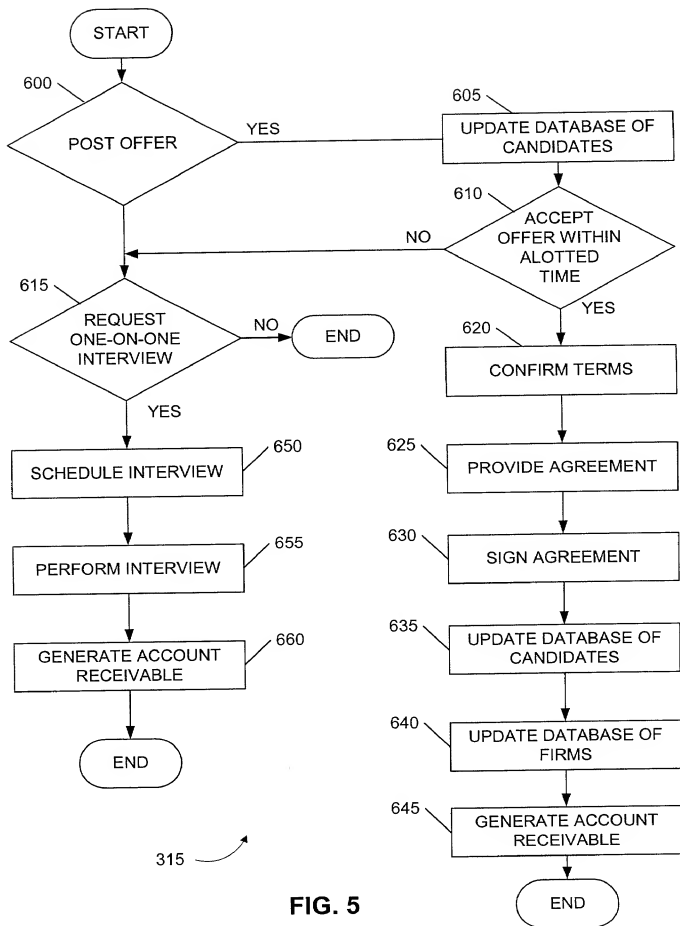 START
600
POST OFFER
YES
605
UPDATE DATABASE OF
CANDIDATES
610
ACCEPT
OFFER WITHIN
ALOTTED
TIME
NO
YES
615
REQUEST
ONE-ON-ONE
INTERVIEW
NO
END
YES
620
CONFIRM TERMS
650
SCHEDULE INTERVIEW
625
PROVIDE AGREEMENT
655
PERFORM INTERVIEW
630
SIGN AGREEMENT
660
GENERATE ACCOUNT
RECEIVABLE
635
UPDATE DATABASE OF
CANDIDATES
END
640
UPDATE DATABASE OF
FIRMS
645
GENERATE ACCOUNT
RECEIVABLE
END
315
FIG. 5